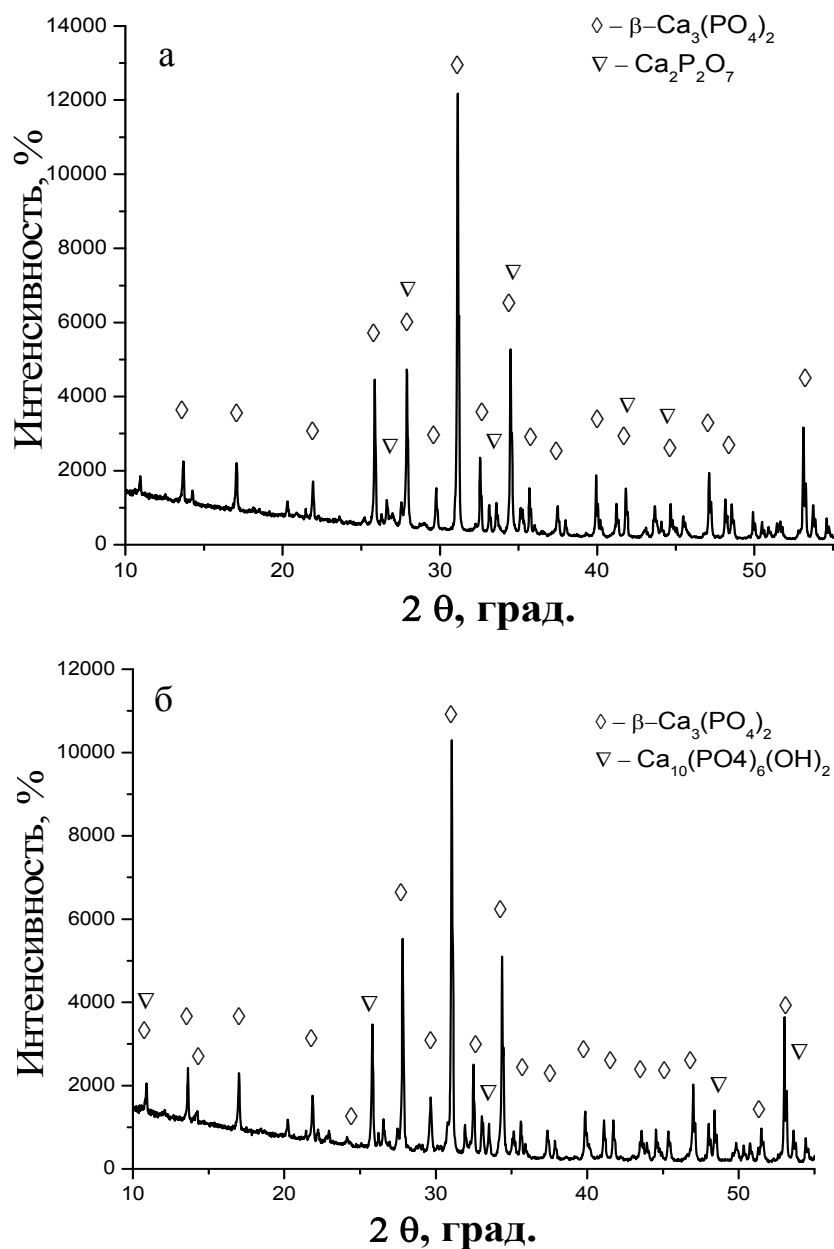 а
◊ – β–Ca₃(PO₄)₂
▽ – Ca₂P₂O₇
14000
12000
10000
8000
6000
4000
2000
0
Интенсивность, %
10 20 30 40 50
2 θ, град.
б
◊ – β–Ca₃(PO₄)₂
▽ – Ca₁₀(PO4)₆(OH)₂
12000
10000
8000
6000
4000
2000
0
Интенсивность, %
10 20 30 40 50
2 θ, град.